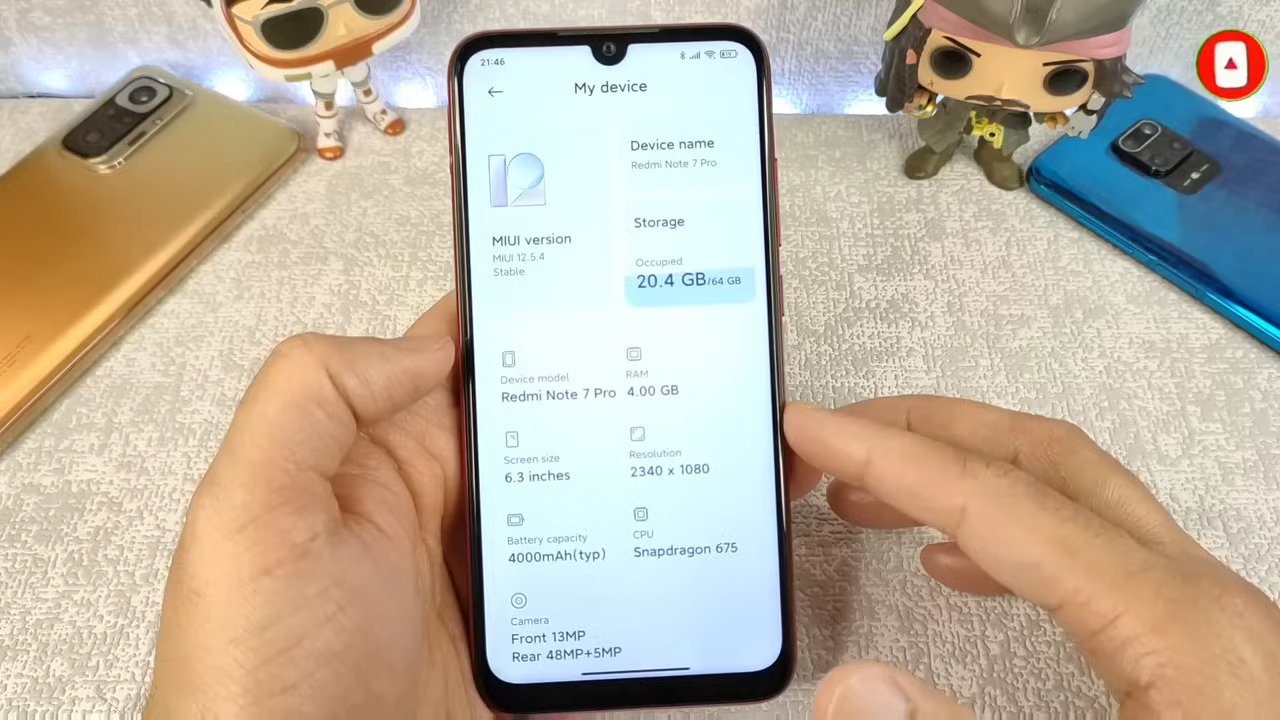 21:46
My device
Device name
Redmi Note 7 Pro
Storage
MIUI version
MIUI 12.5.4
Stable
Occupied
20.4 GB/64 GB
Device model
Redmi Note 7 Pro
RAM
4.00 GB
Screen size
6.3 inches
Resolution
2340 x 1080
Battery capacity
4000mAh(typ)
CPU
Snapdragon 675
Camera
Front 13MP
Rear 48MP+5MP